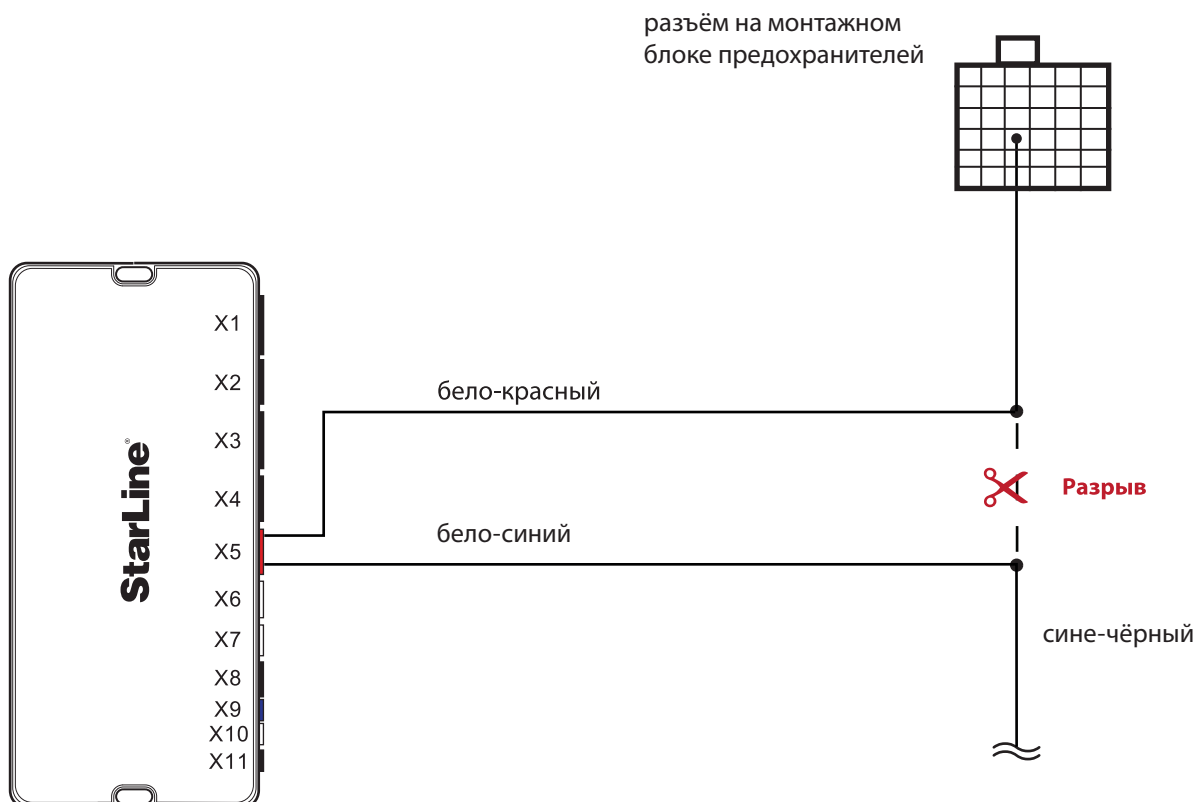 разъём на монтажном
блоке предохранителей
X1
X2
бело-красный
X3
StarLine®
X4
Разрыв
X5
бело-синий
X6
X7
сине-чёрный
X8
X9
X10
X11